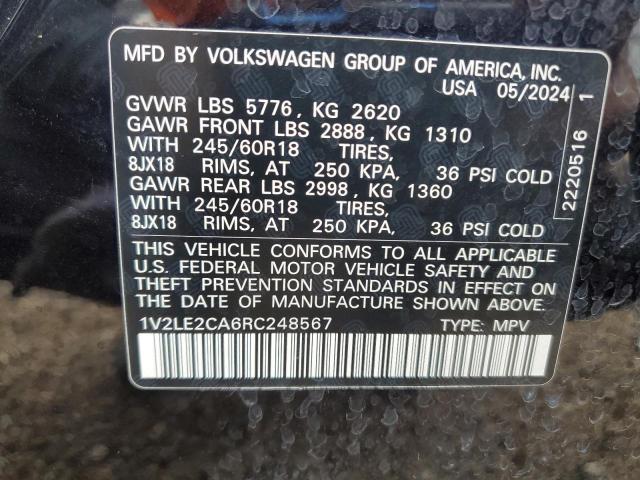 MFD BY VOLKSWAGEN GROUP OF AMERICA, INC.
USA 05/2024
GVWR LBS 5776, KG 2620
GAWR FRONT LBS 2888, KG 1310
WITH 245/60R18 TIRES,
8JX18 RIMS, AT 250 KPA, 36 PSI COLD
GAWR REAR LBS 2998, KG 1360
WITH 245/60R18 TIRES,
8JX18 RIMS, AT 250 KPA, 36 PSI COLD
THIS VEHICLE CONFORMS TO ALL APPLICABLE
U.S. FEDERAL MOTOR VEHICLE SAFETY AND
THEFT PREVENTION STANDARDS IN EFFECT ON
THE DATE OF MANUFACTURE SHOWN ABOVE.
1V2LE2CA6RC248567 TYPE: MPV
2220516 1